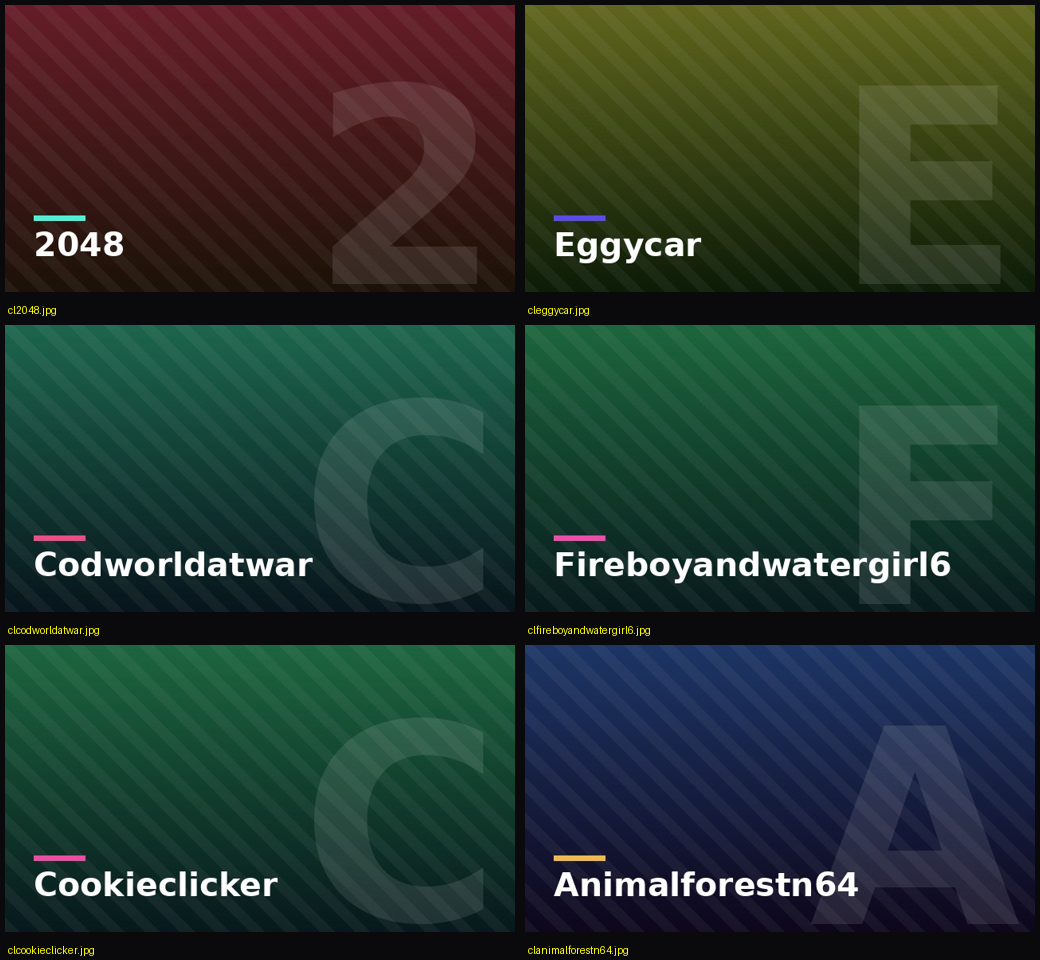 2
2048
cl2048.jpg
E
Eggycar
cleggycar.jpg
C
Codworldatwar
clcodworldatwar.jpg
F
Fireboyandwatergirl6
clfireboyandwatergirl6.jpg
C
Cookieclicker
clcookieclicker.jpg
A
Animalforestn64
clanimalforestn64.jpg